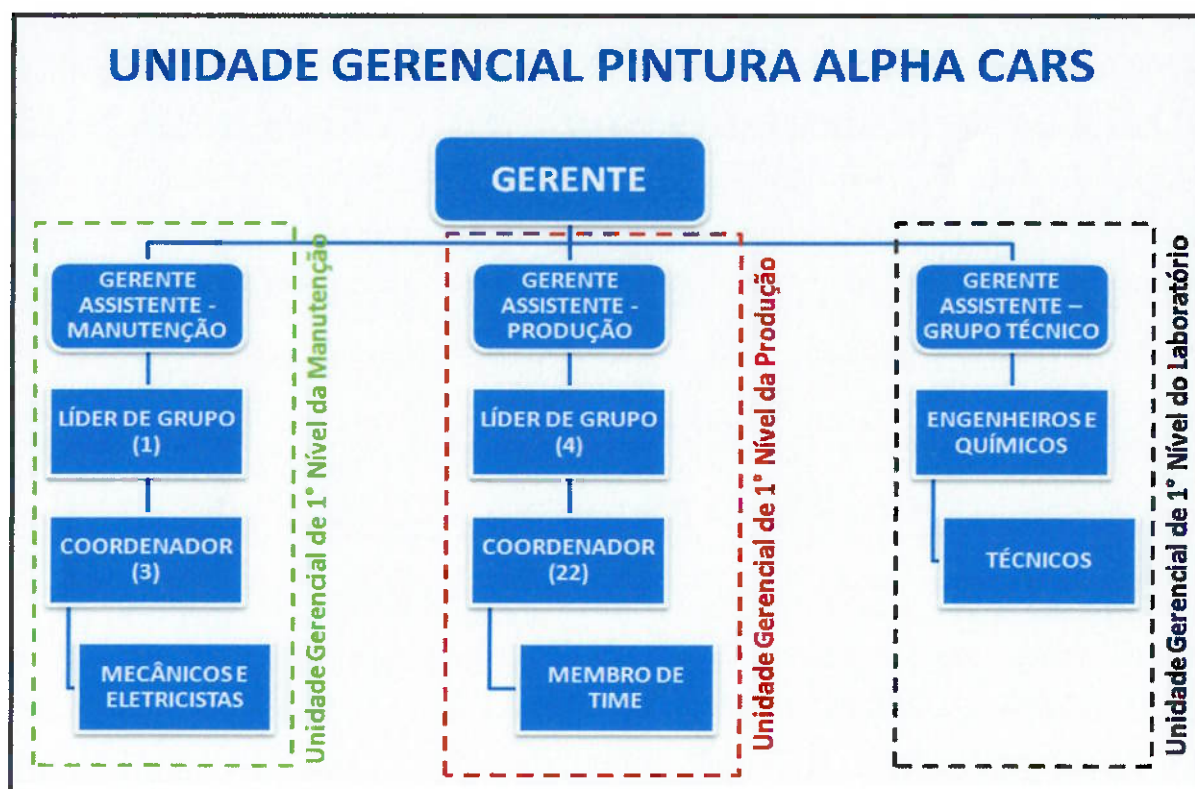 UNIDADE GERENCIAL PINTURA ALPHA CARS
GERENTE
GERENTE
ASSISTENTE -
MANUTENÇÃO
LÍDER DE GRUPO
(1)
COORDENADOR
(3)
MECÂNICOS E
ELETRICISTAS
Unidade Gerencial de 1° Nível da Manutenção
GERENTE
ASSISTENTE -
PRODUÇÃO
LÍDER DE GRUPO
(4)
COORDENADOR
(22)
MEMBRO DE
TIME
Unidade Gerencial de 1° Nível da Produção
GERENTE
ASSISTENTE –
GRUPO TÉCNICO
ENGENHEIROS E
QUÍMICOS
TÉCNICOS
Unidade Gerencial de 1° Nível do Laboratório